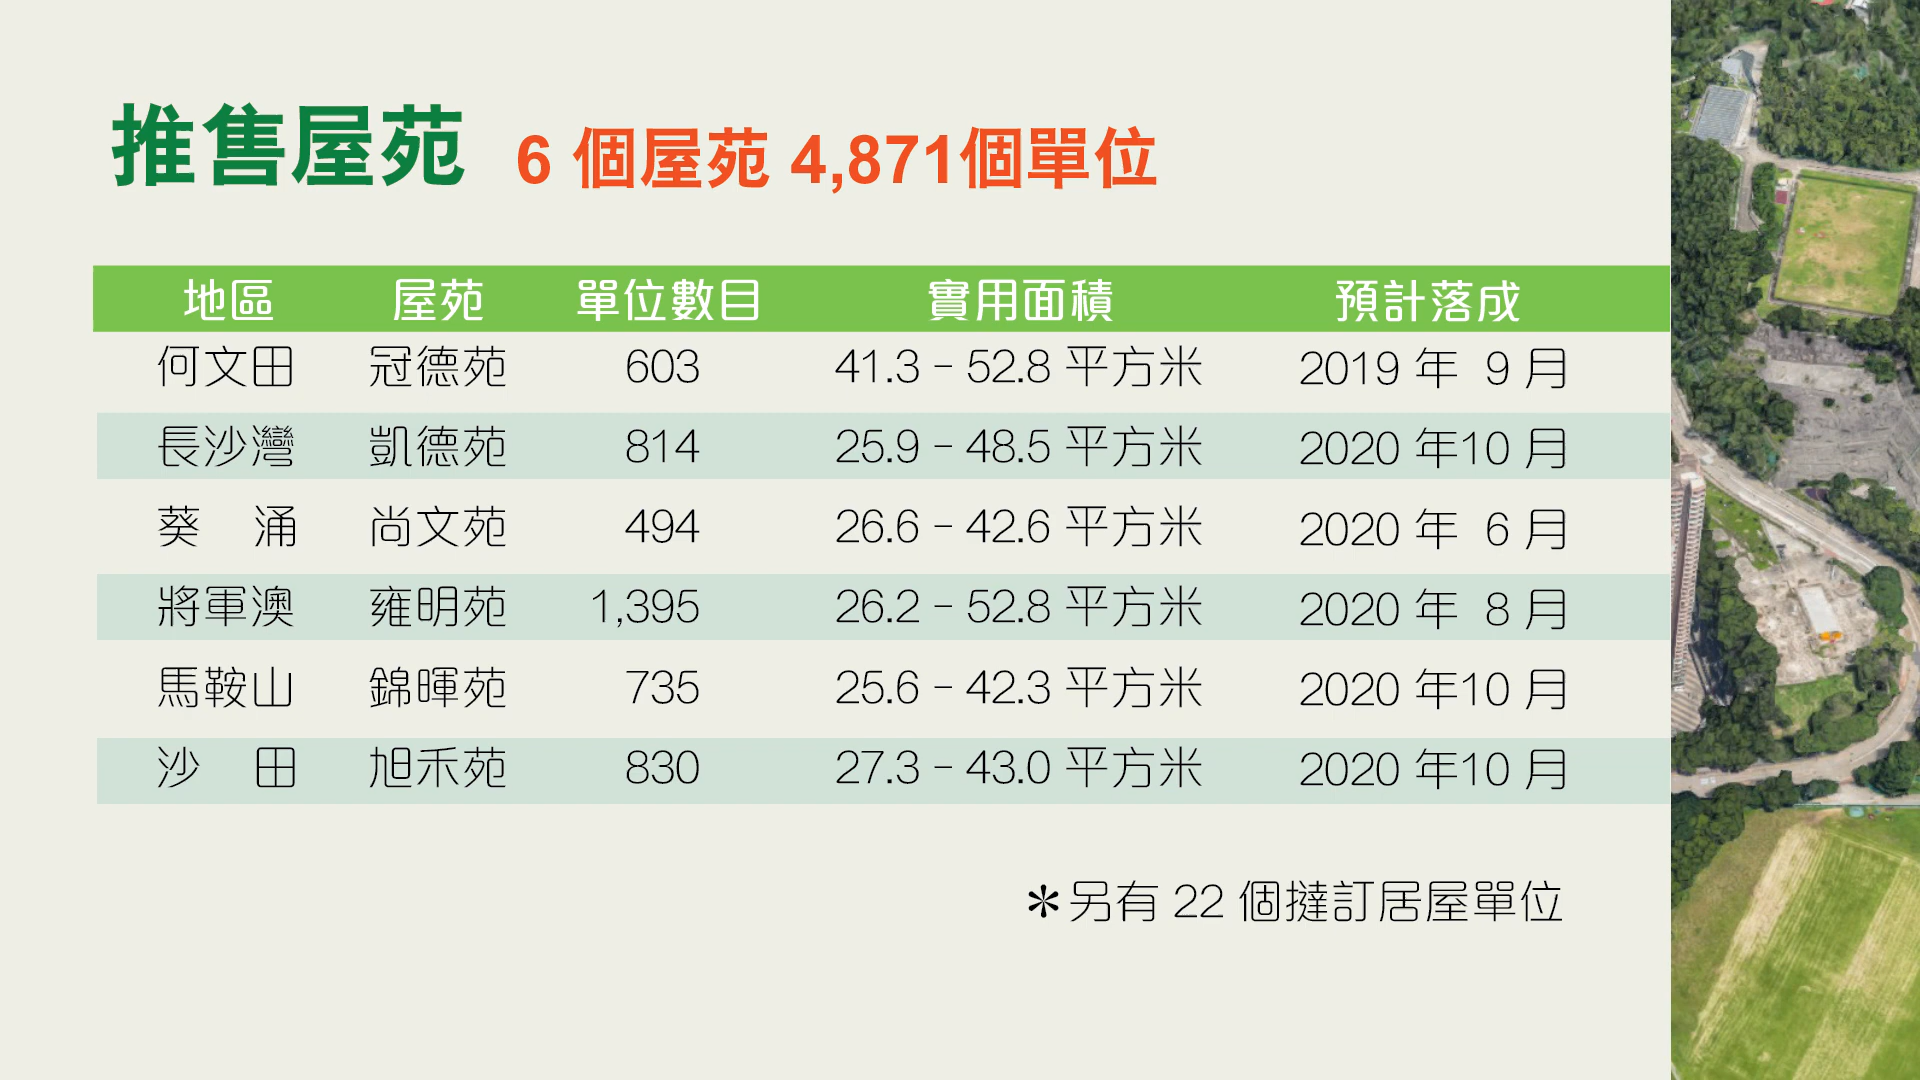 推售屋苑 6 個屋苑 4,871個單位
地區 屋苑 單位數目 實用面積 預計落成
何文田 冠德苑 603 41.3 – 52.8 平方米 2019 年 9 月
長沙灣 凱德苑 814 25.9 – 48.5 平方米 2020 年10 月
葵 涌 尚文苑 494 26.6 – 42.6 平方米 2020 年 6 月
將軍澳 雍明苑 1,395 26.2 – 52.8 平方米 2020 年 8 月
馬鞍山 錦暉苑 735 25.6 – 42.3 平方米 2020 年10 月
沙 田 旭禾苑 830 27.3 – 43.0 平方米 2020 年10 月
＊另有 22 個撻訂居屋單位